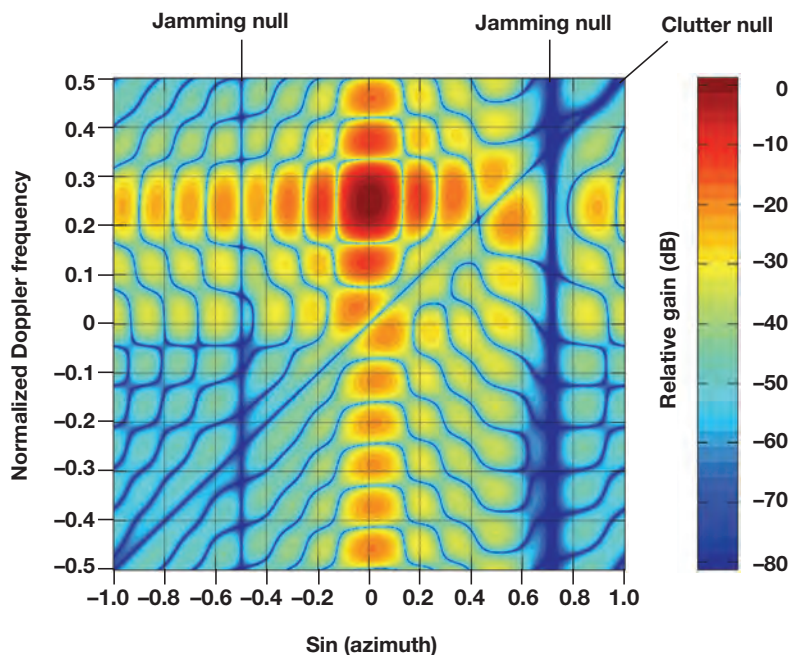 Jamming null
Jamming null
Clutter null
0.5
0.4
0.3
0.2
0.1
0
−0.1
−0.2
−0.3
−0.4
−0.5
Normalized Doppler frequency
−1.0 −0.8 −0.6 −0.4 −0.2 0 0.2 0.4 0.6 0.8 1.0
Sin (azimuth)
Relative gain (dB)
0
−10
−20
−30
−40
−50
−60
−70
−80